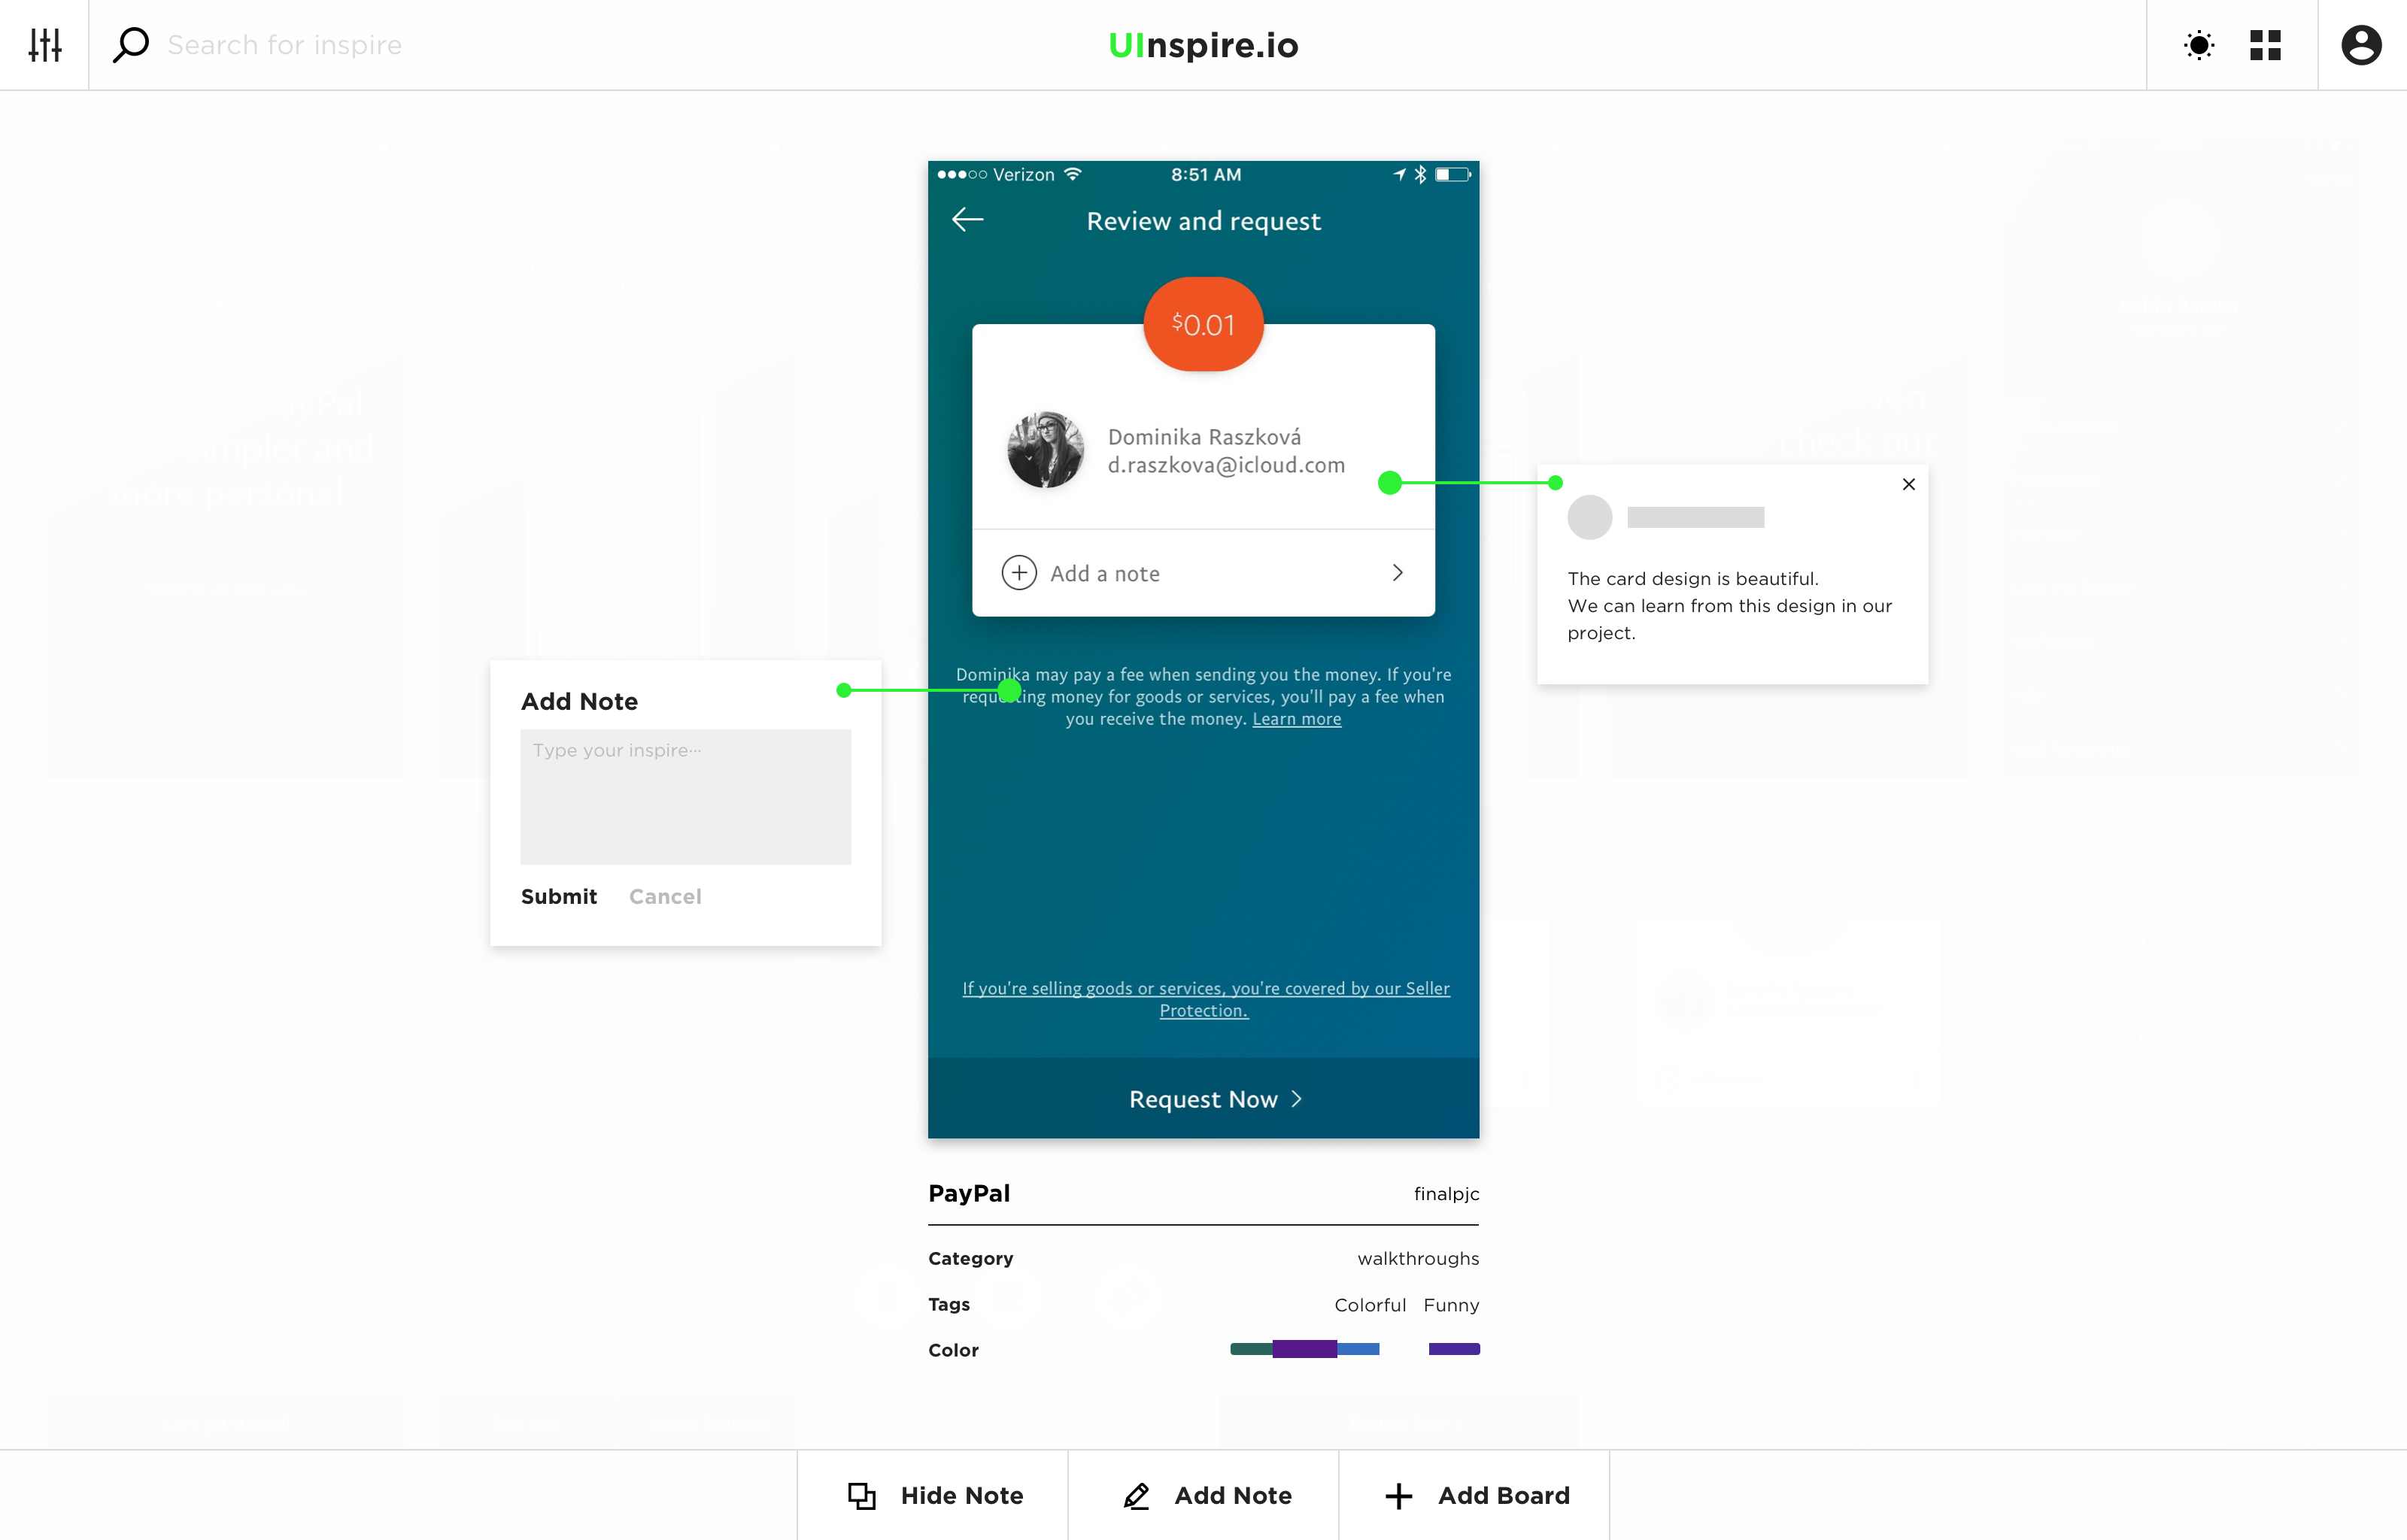 Search for inspire
UInspire.io
Verizon
8:51 AM
Review and request
$0.01
Dominika Raszková
d.raszkova@icloud.com
Add a note
The card design is beautiful.
We can learn from this design in our
project.
Dominika may pay a fee when sending you the money. If you're
requesting money for goods or services, you'll pay a fee when
you receive the money. Learn more
Add Note
Type your inspire···
Submit Cancel
If you're selling goods or services, you're covered by our Seller
Protection.
Request Now
PayPal finalpjc
Category walkthroughs
Tags Colorful Funny
Color
Hide Note
Add Note
Add Board